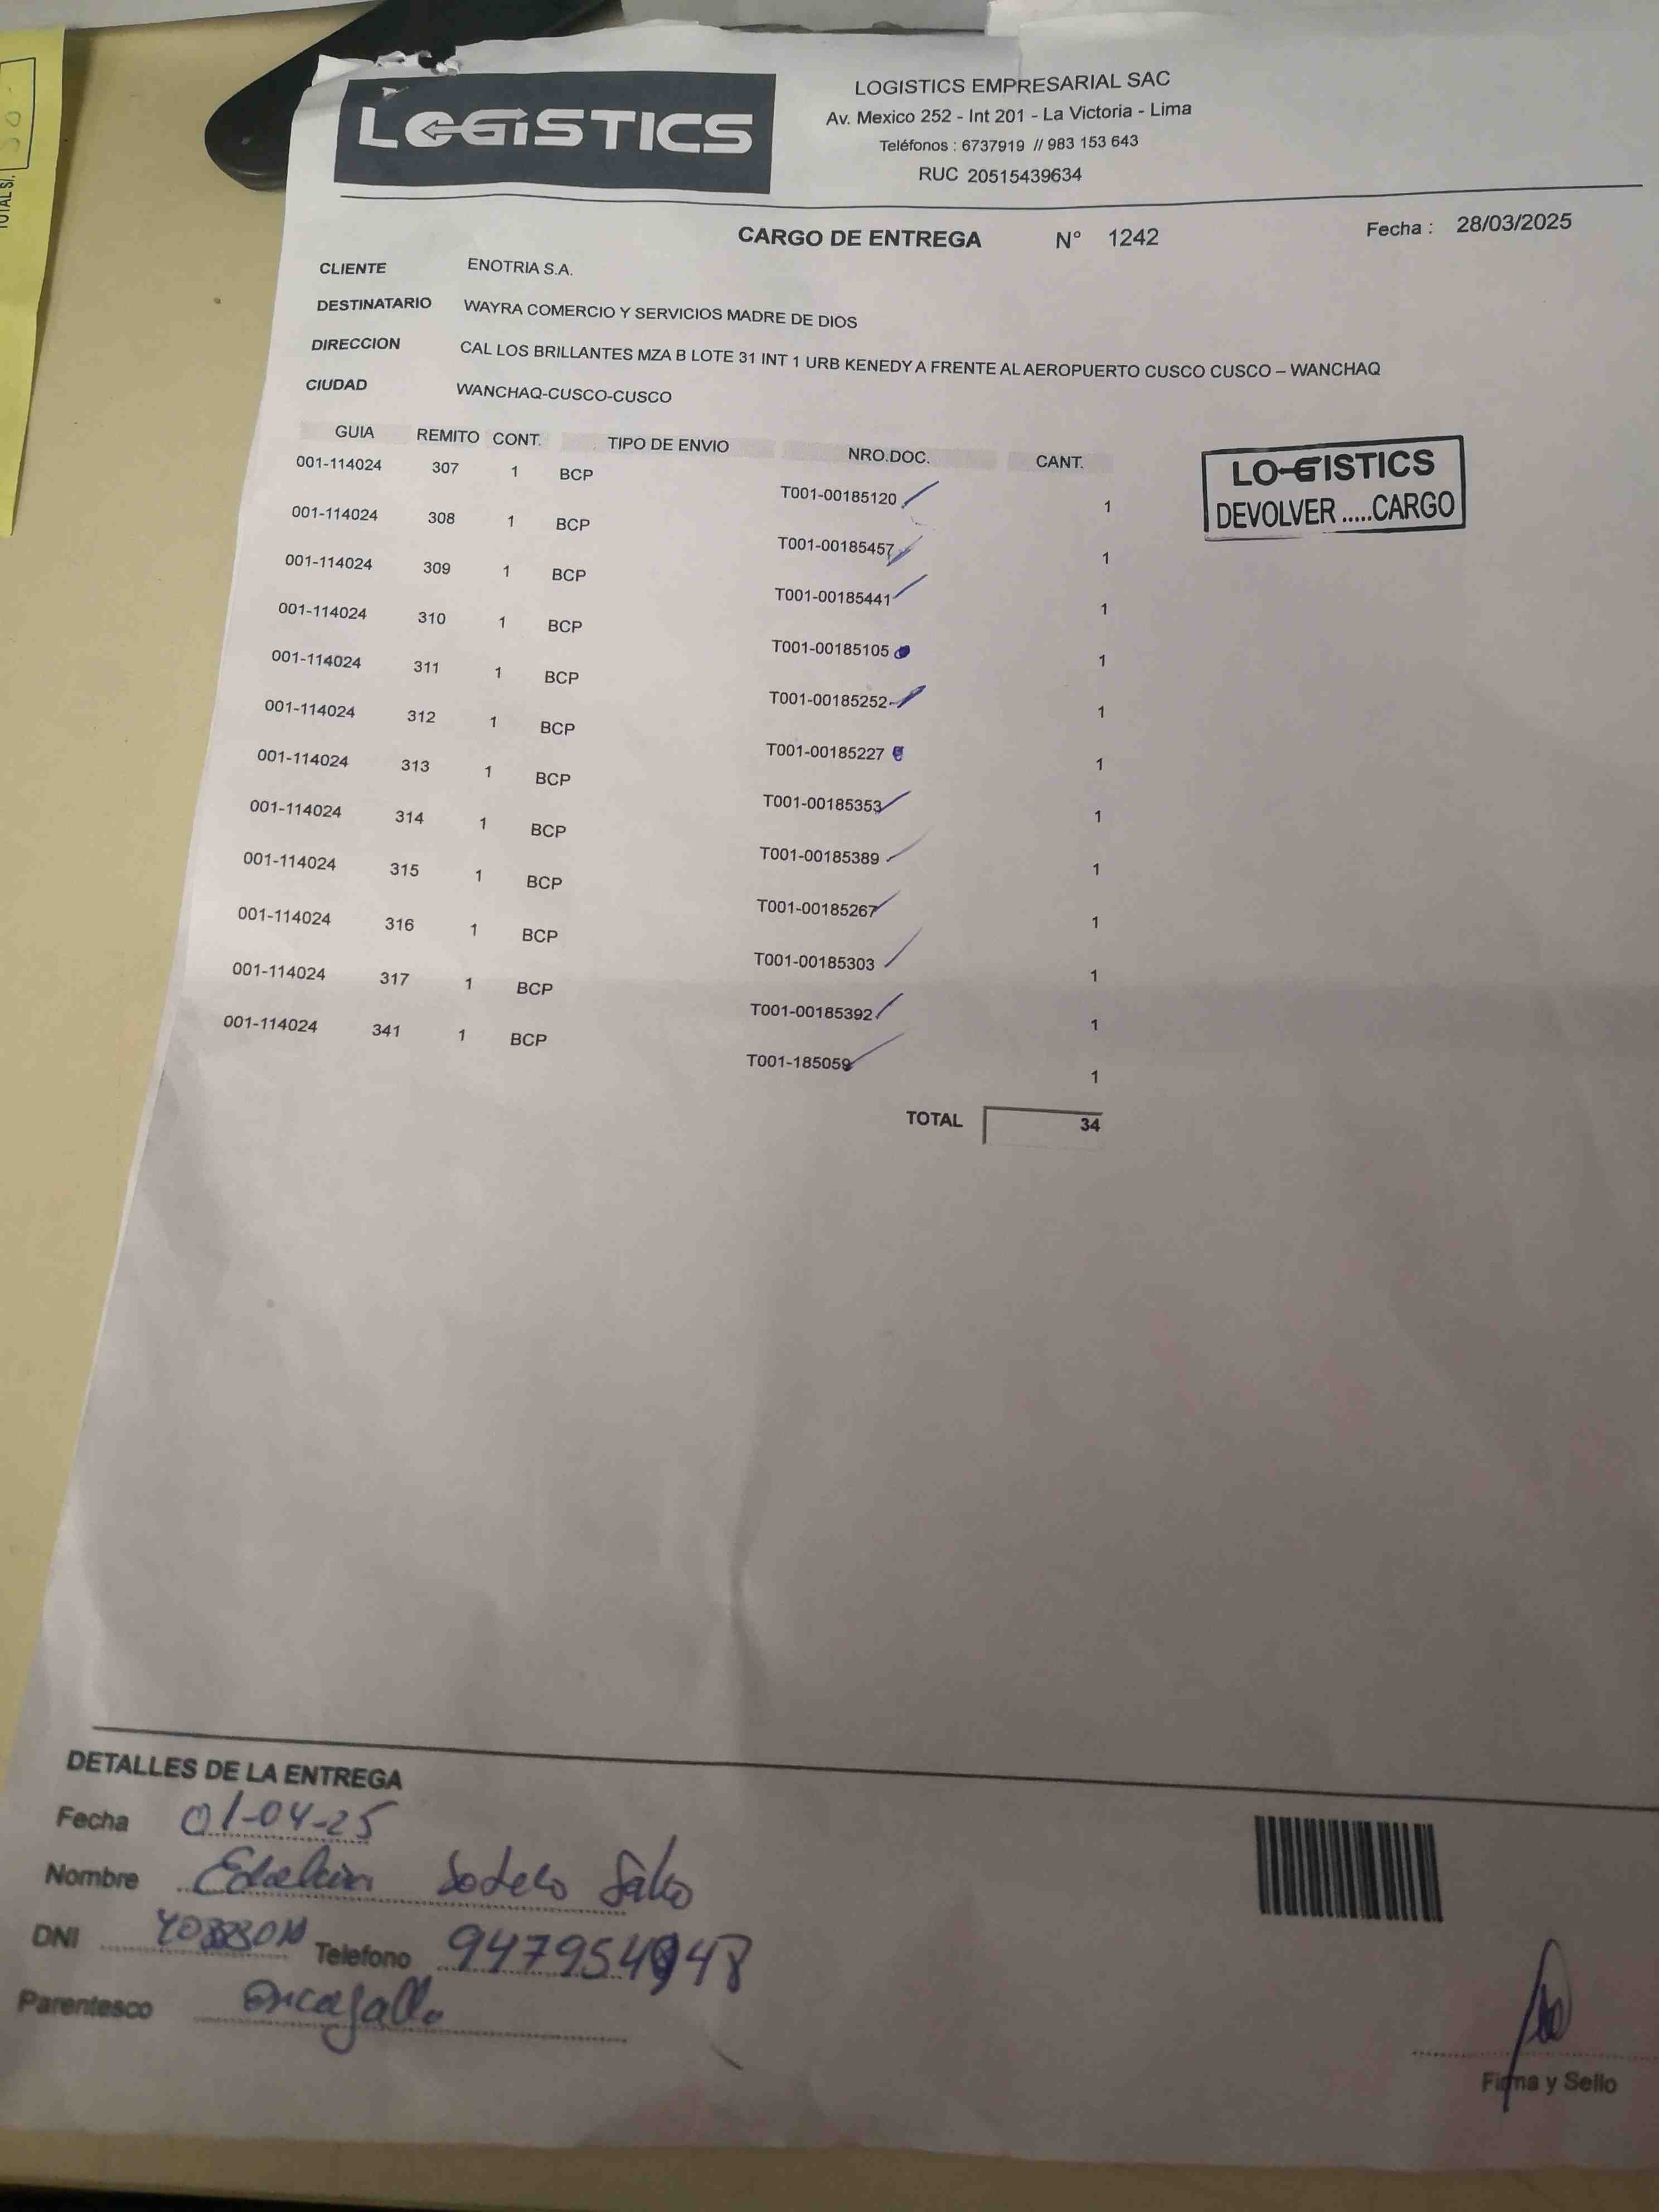 TOTAL S/.
LOGISTICS
LOGISTICS EMPRESARIAL SAC
Av. Mexico 252 - Int 201 - La Victoria - Lima
Teléfonos : 6737919 // 983 153 643
RUC 20515439634
CARGO DE ENTREGA N° 1242 Fecha : 28/03/2025
CLIENTE ENOTRIA S.A.
DESTINATARIO WAYRA COMERCIO Y SERVICIOS MADRE DE DIOS
DIRECCION CAL LOS BRILLANTES MZA B LOTE 31 INT 1 URB KENEDY A FRENTE AL AEROPUERTO CUSCO CUSCO – WANCHAQ
CIUDAD WANCHAQ-CUSCO-CUSCO
GUIA REMITO CONT. TIPO DE ENVIO NRO.DOC. CANT.
001-114024 307 1 BCP T001-00185120 1
001-114024 308 1 BCP T001-00185457 1
001-114024 309 1 BCP T001-00185441 1
001-114024 310 1 BCP T001-00185105 1
001-114024 311 1 BCP T001-00185252 1
001-114024 312 1 BCP T001-00185227 1
001-114024 313 1 BCP T001-00185353 1
001-114024 314 1 BCP T001-00185389 1
001-114024 315 1 BCP T001-00185267 1
001-114024 316 1 BCP T001-00185303 1
001-114024 317 1 BCP T001-00185392 1
001-114024 341 1 BCP T001-185059 1
TOTAL 34
LO-GISTICS
DEVOLVER .....CARGO
DETALLES DE LA ENTREGA
Fecha 01-04-25
Nombre Sotelo
DNI Telefono
Parentesco
Firma y Sello